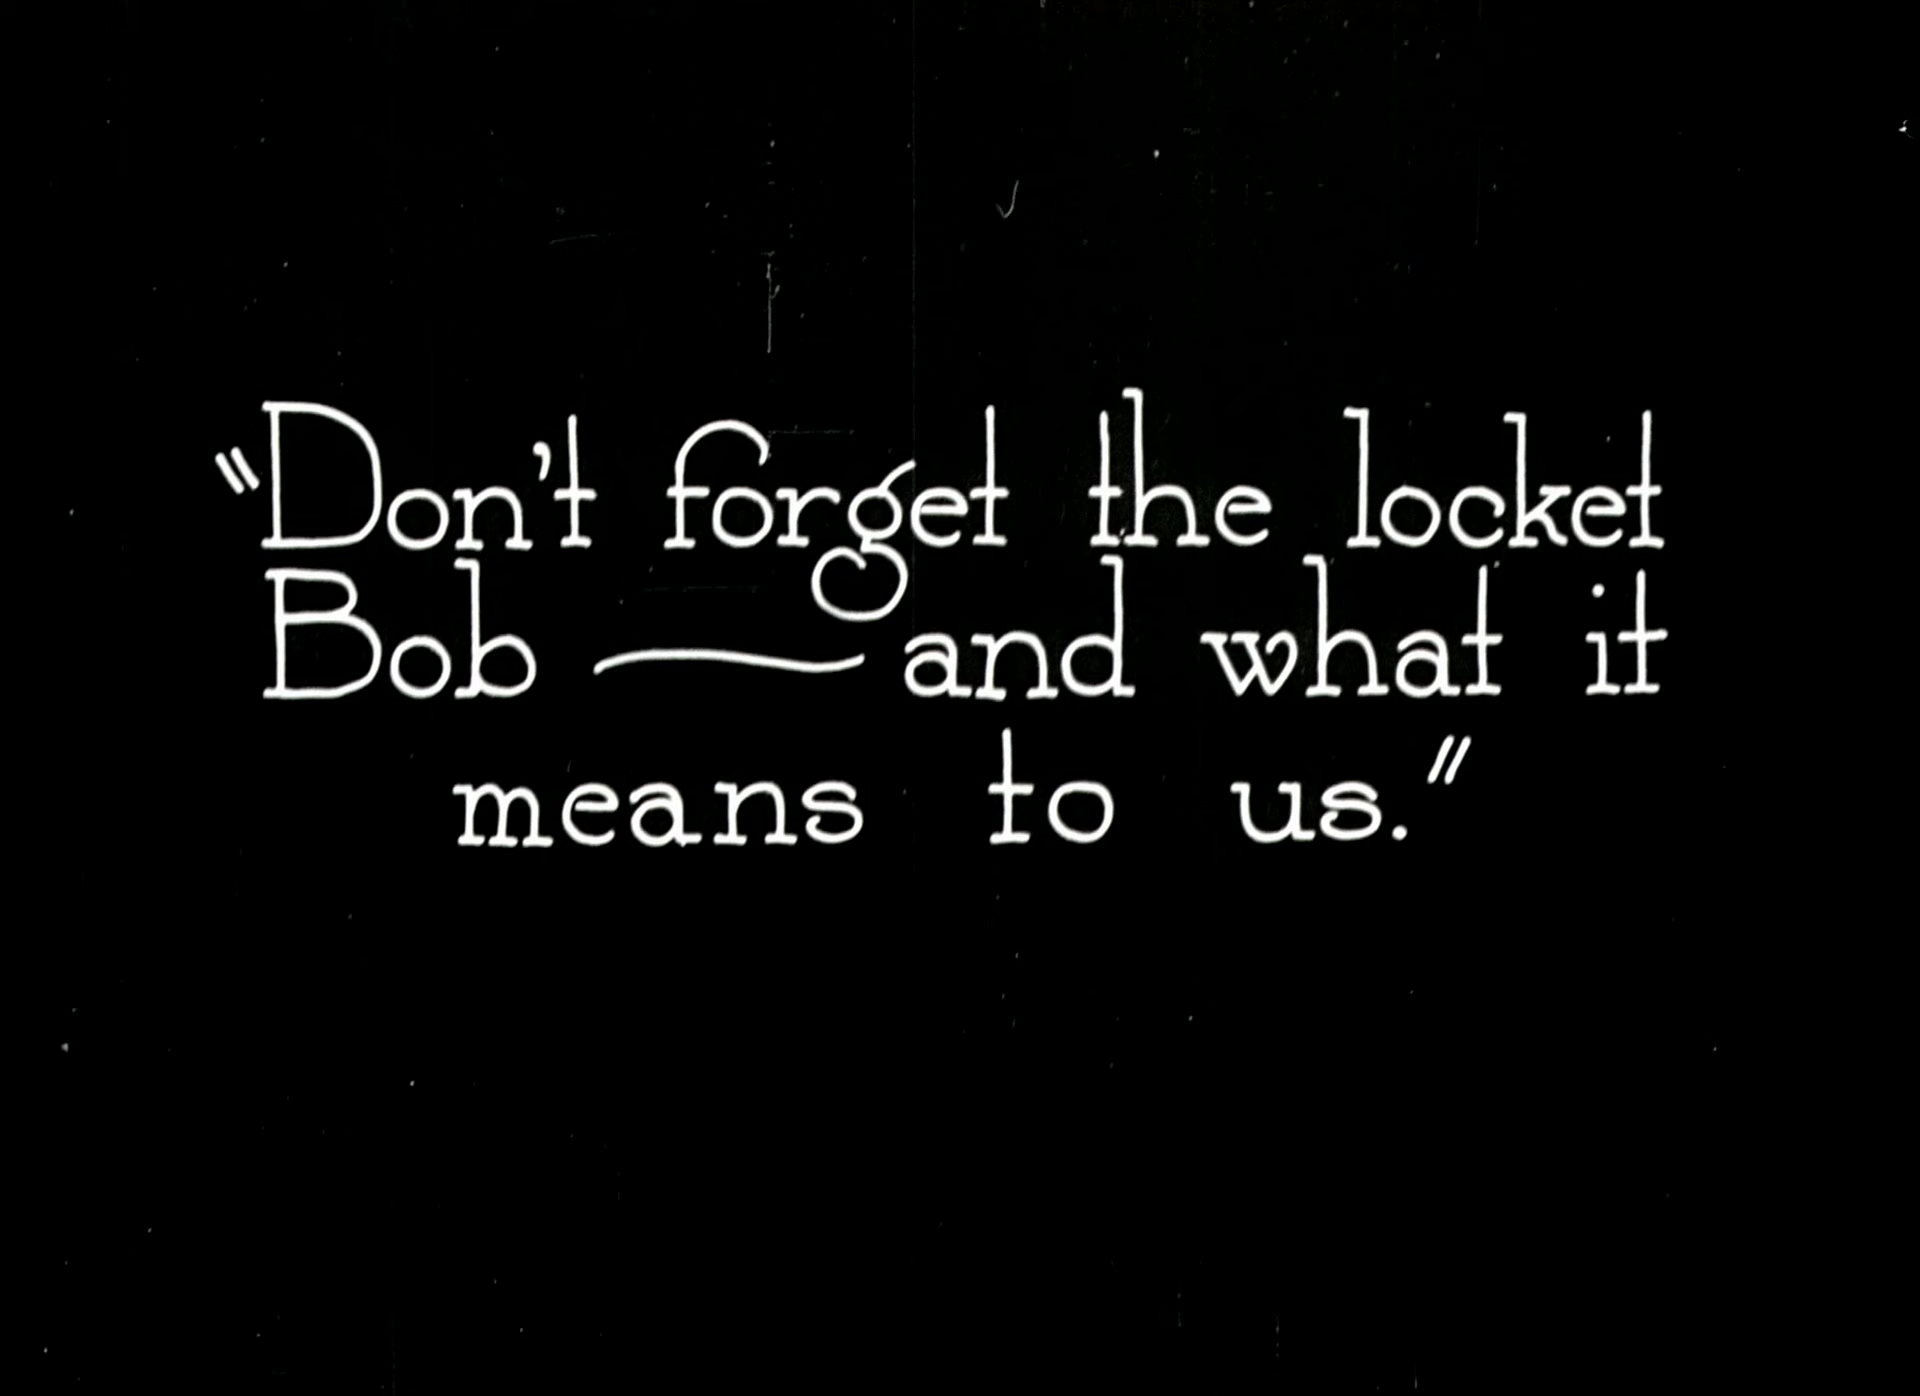 "Don't forget the locket
Bob — and what it
means to us."